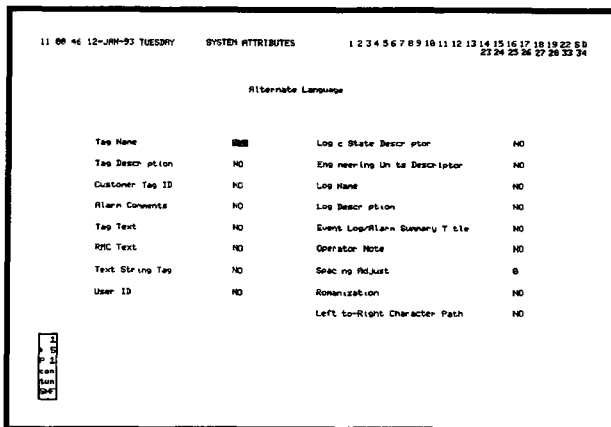 11 00 46 12-JAN-93 TUESDAY SYSTEM ATTRIBUTES 1 2 3 4 5 6 7 8 9 10 11 12 13 14 15 16 17 18 19 22 S D
23 24 25 26 27 28 33 34
Alternate Language
Tag Name Log c State Descr ptor NO
Tag Descr ption NO Eng neering Un ts Descriptor NO
Customer Tag ID NO Log Name NO
Alarm Comments NO Log Descr ption NO
Tag Text NO Event Log/Alarm Summary T tle NO
RMC Text NO Operator Note NO
Text String Tag NO Spac ng Adjust 0
User ID NO Romanization NO
Left to-Right Character Path NO
1
S
P 1
con